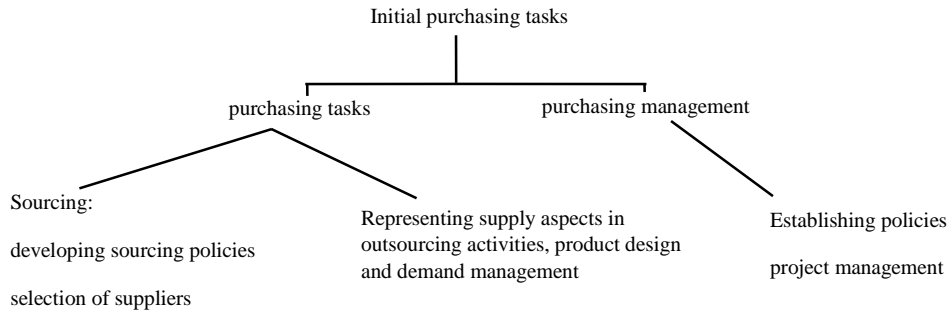 Initial purchasing tasks
purchasing tasks
purchasing management
Sourcing:
developing sourcing policies
selection of suppliers
Representing supply aspects in
outsourcing activities, product design
and demand management
Establishing policies
project management